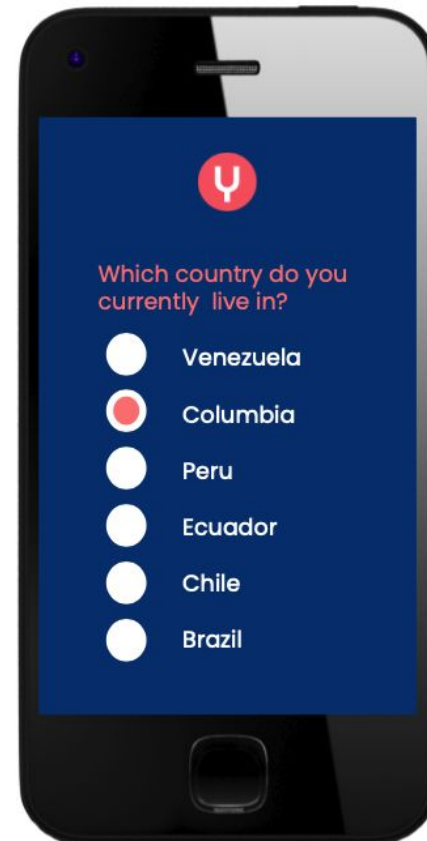 Y
Which country do you
currently live in?
Venezuela
Columbia
Peru
Ecuador
Chile
Brazil